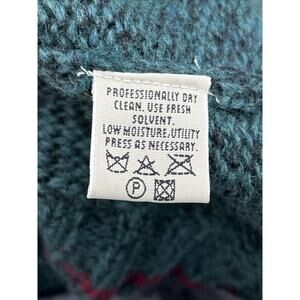 PROFESSIONALLY DRY
CLEAN. USE FRESH
SOLVENT.
LOW MOISTURE, UTILITY
PRESS AS NECESSARY.
P